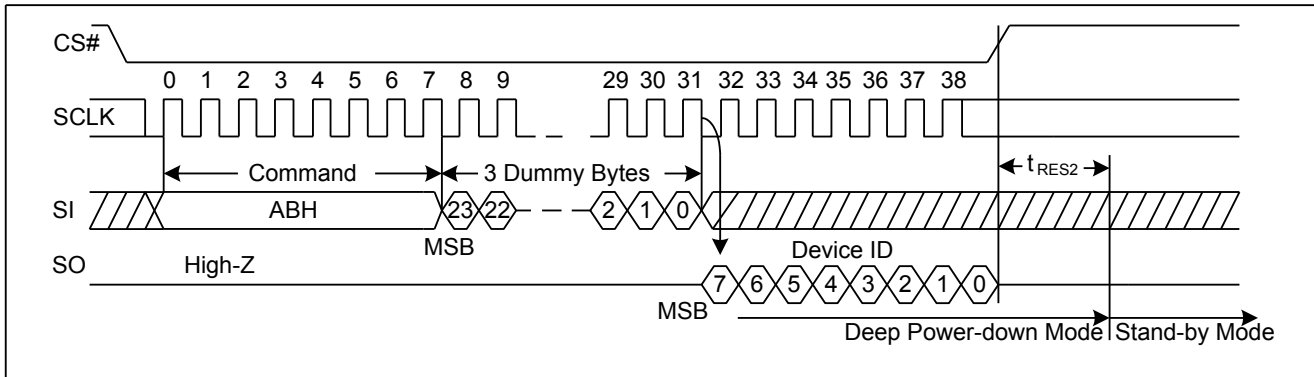 CS#
0 1 2 3 4 5 6 7 8 9 29 30 31 32 33 34 35 36 37 38
SCLK
Command 3 Dummy Bytes tRES2
SI ABH 23 22 2 1 0
MSB
Device ID
SO High-Z 7 6 5 4 3 2 1 0
MSB
Deep Power-down Mode Stand-by Mode